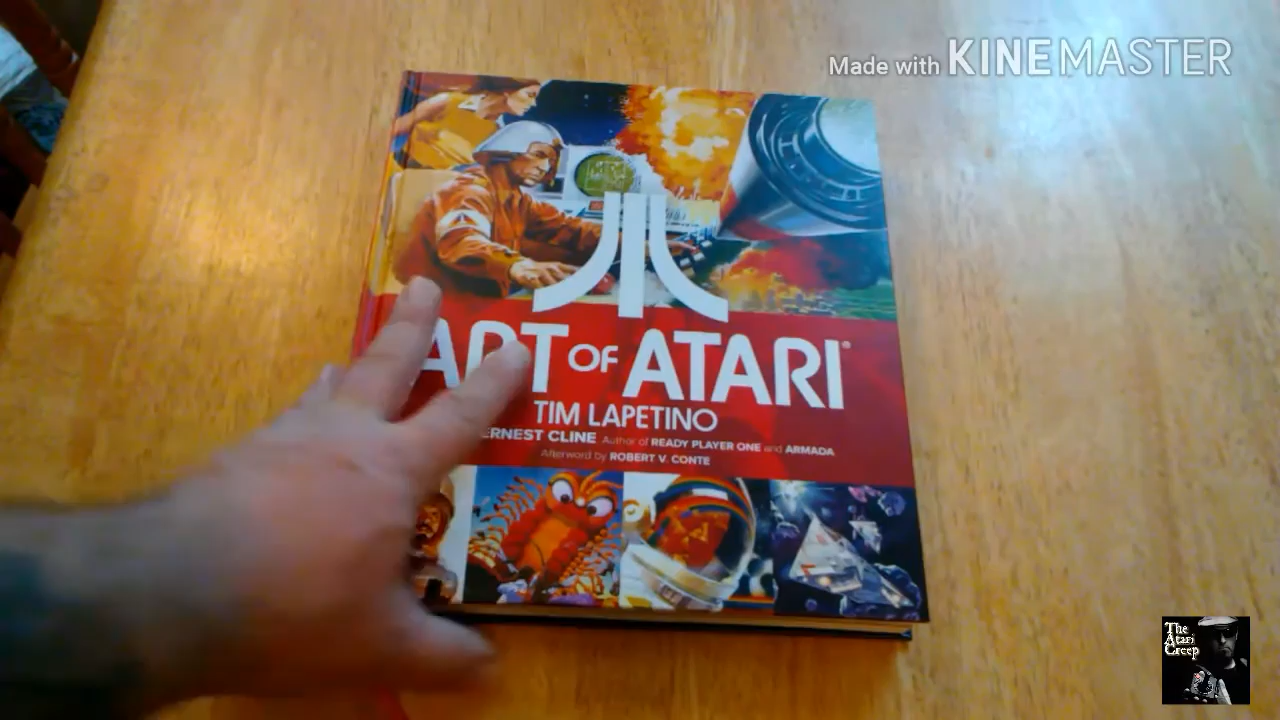 Made with KINEMASTER
ART OF ATARI®
TIM LAPETINO
ERNEST CLINE Author of READY PLAYER ONE and ARMADA
Afterword by ROBERT V. CONTE
The
Atari
Creep